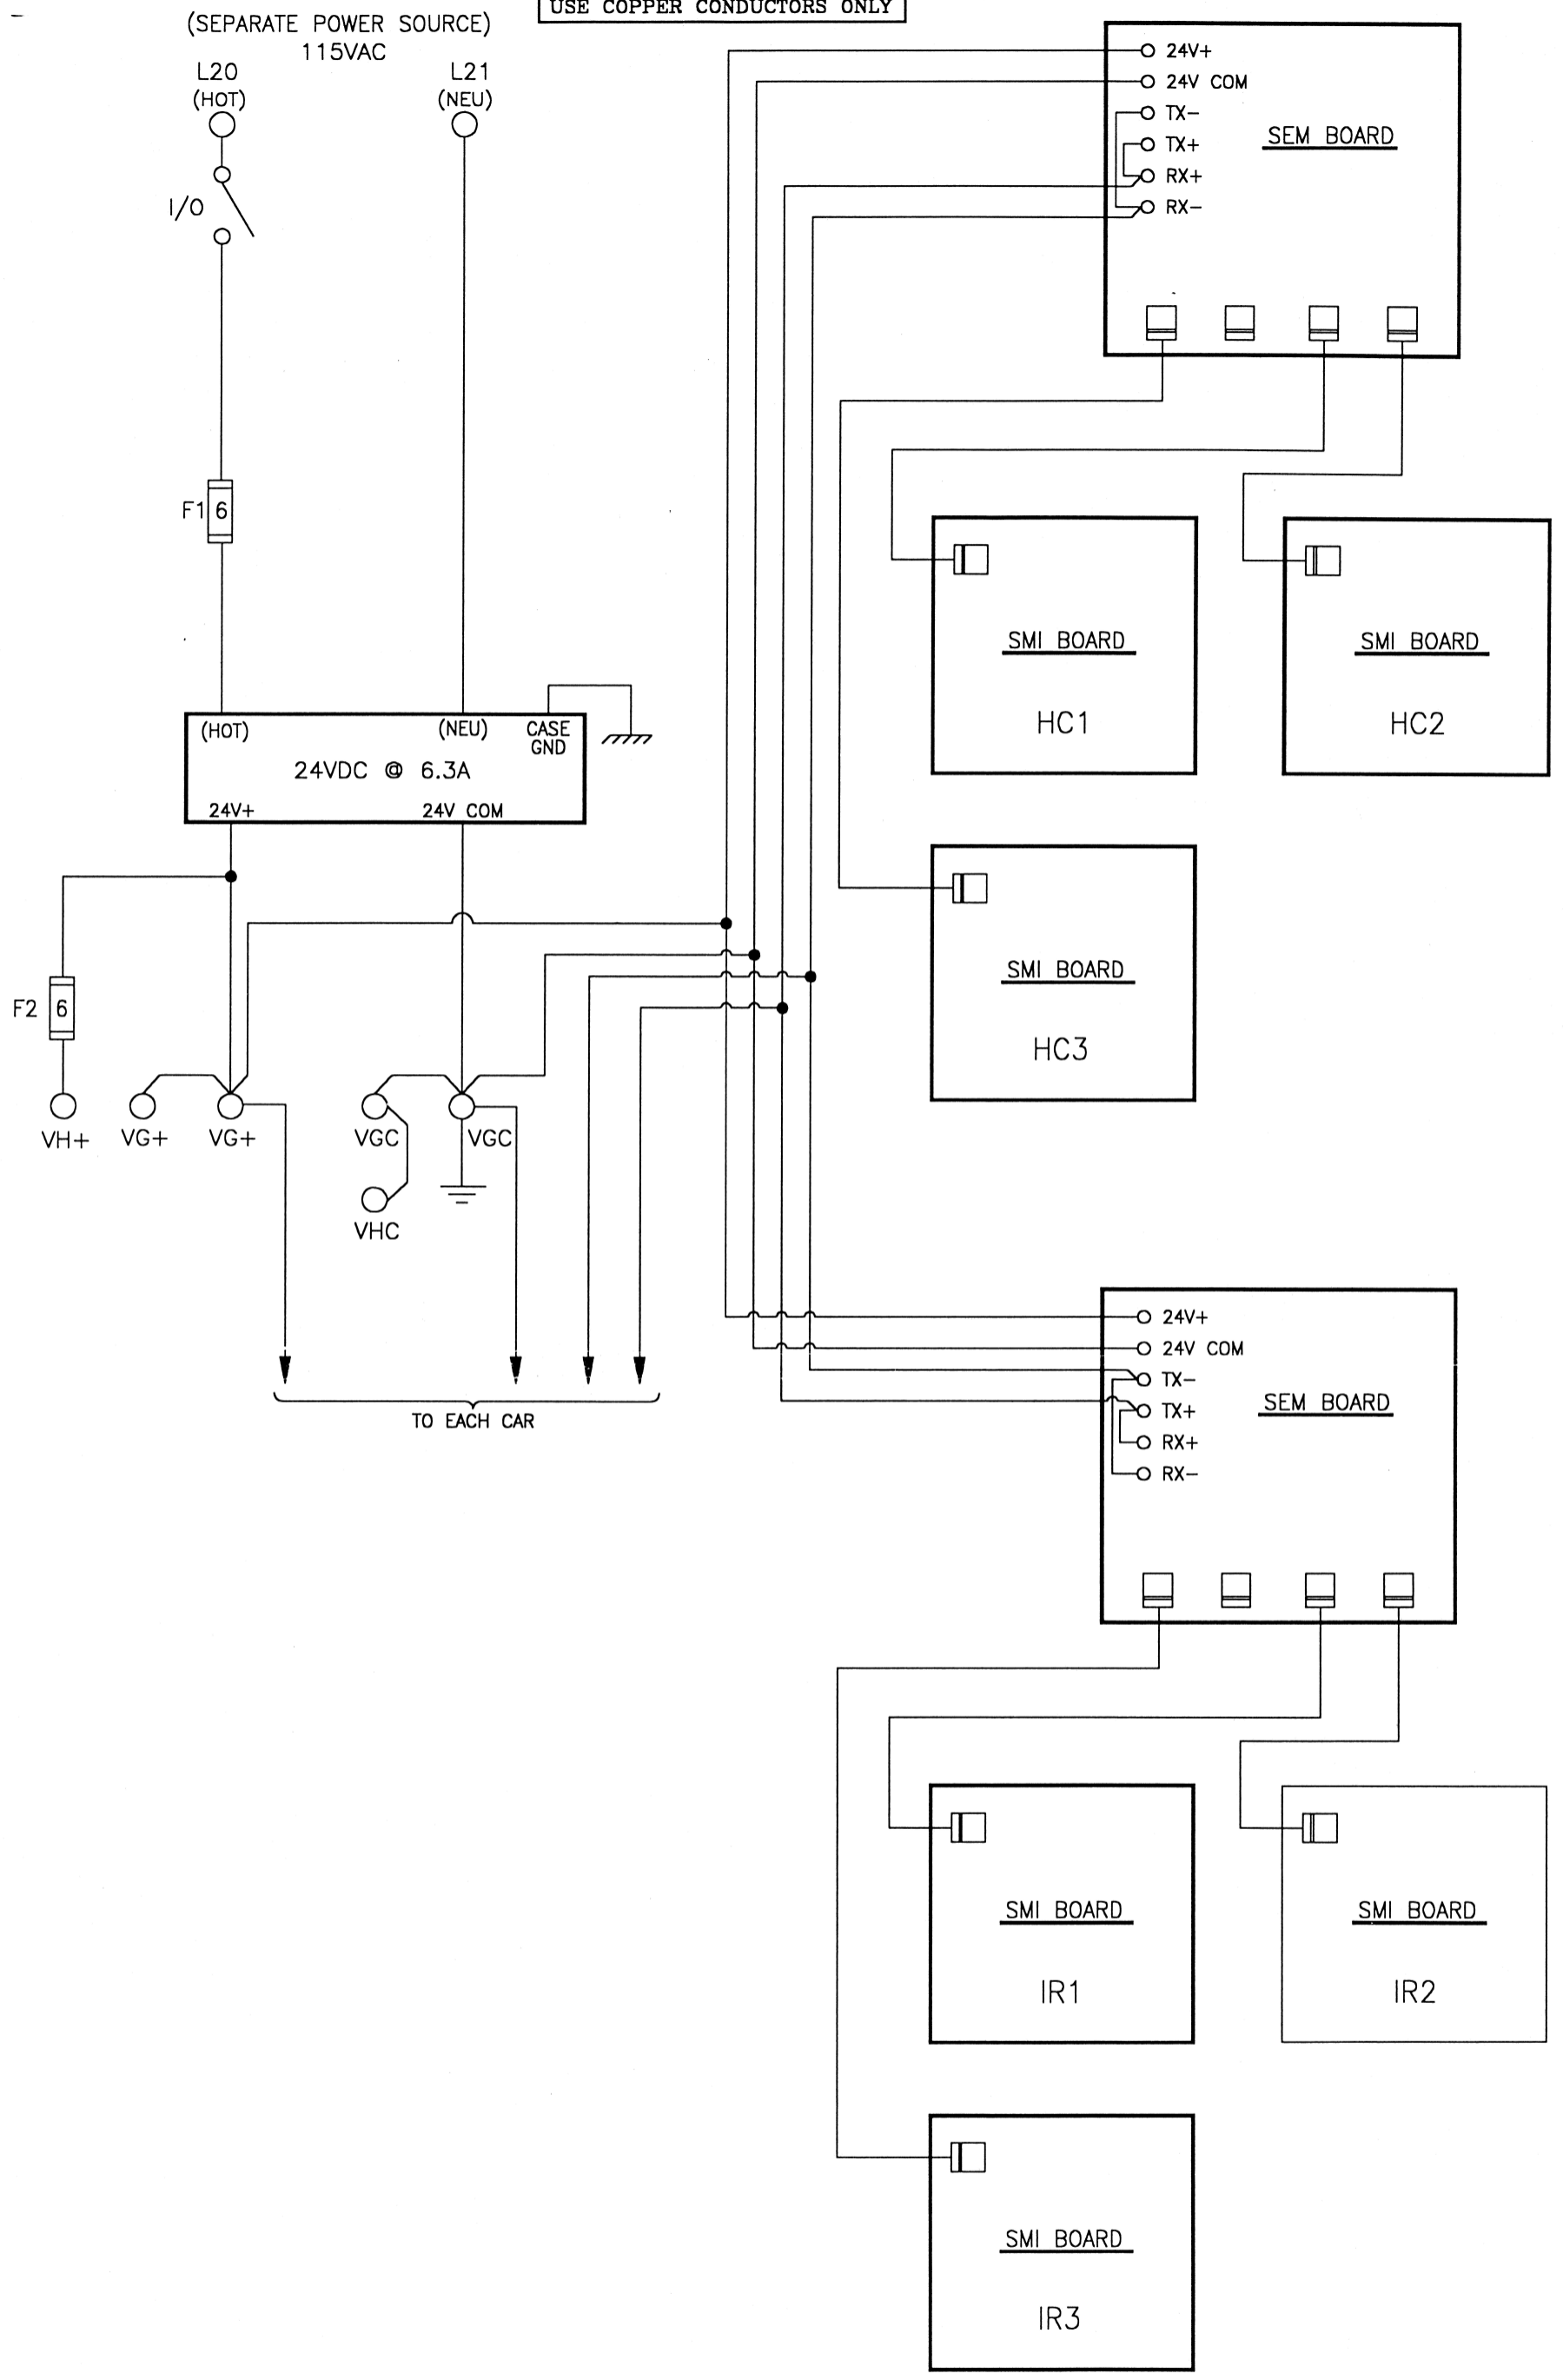 USE COPPER CONDUCTORS ONLY
(SEPARATE POWER SOURCE)
115VAC
L20
(HOT)
L21
(NEU)
I/O
F1
6
(HOT)
(NEU)
CASE
GND
24VDC @ 6.3A
24V+
24V COM
F2
6
VH+
VG+
VG+
VGC
VGC
VHC
TO EACH CAR
24V+
24V COM
TX-
TX+
RX+
RX-
SEM BOARD
SMI BOARD
HC1
SMI BOARD
HC2
SMI BOARD
HC3
24V+
24V COM
TX-
TX+
RX+
RX-
SEM BOARD
SMI BOARD
IR1
SMI BOARD
IR2
SMI BOARD
IR3